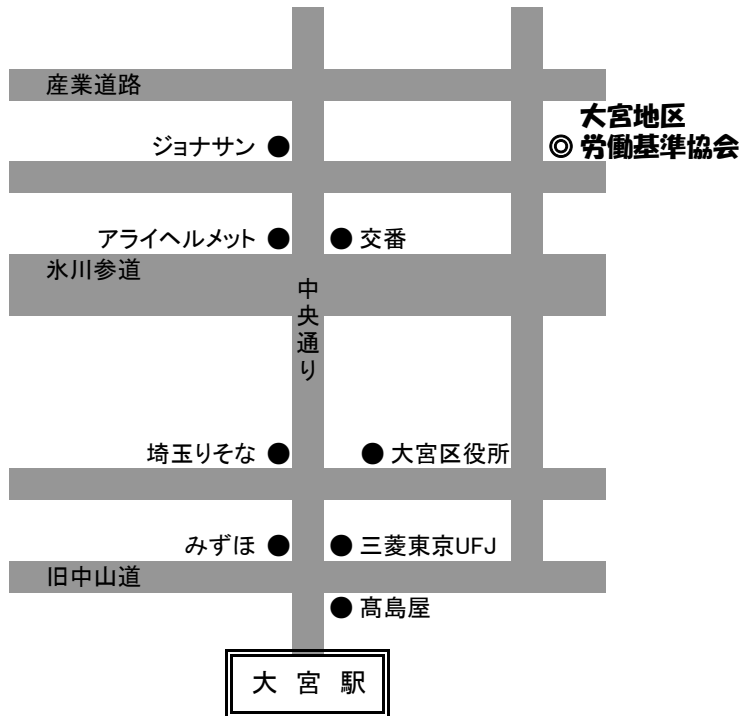 産業道路
大宮地区
ジョナサン ●
◎ 労働基準協会
アライヘルメット ●
● 交番
氷川参道
中央通り
埼玉りそな ●
● 大宮区役所
みずほ ●
● 三菱東京UFJ
旧中山道
● 髙島屋
大 宮 駅